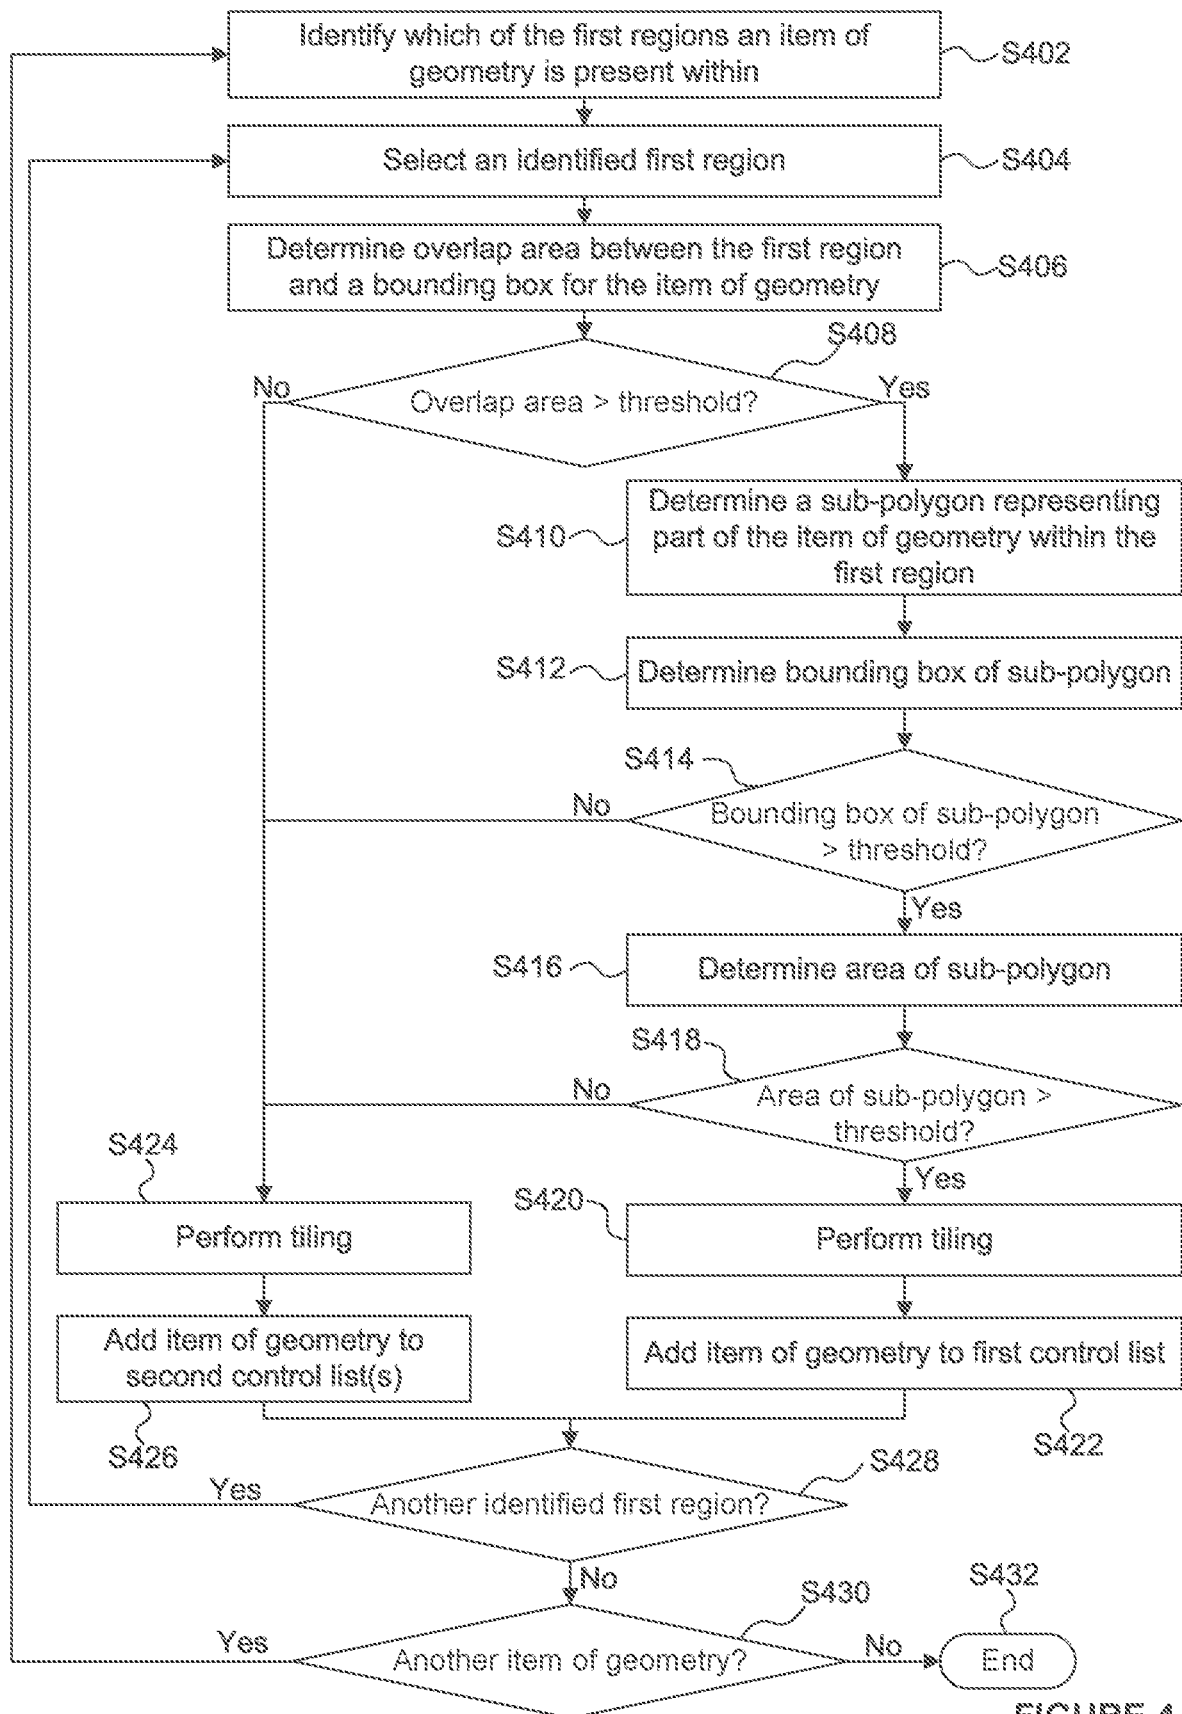 Identify which of the first regions an item of
geometry is present within
S402
Select an identified first region
S404
Determine overlap area between the first region
and a bounding box for the item of geometry
S406
S408
No
Overlap area > threshold?
Yes
Determine a sub-polygon representing
part of the item of geometry within the
first region
S410
S412
Determine bounding box of sub-polygon
S414
No
Bounding box of sub-polygon
> threshold?
Yes
S416
Determine area of sub-polygon
S418
No
Area of sub-polygon >
threshold?
Yes
S424
S420
Perform tiling
Perform tiling
Add item of geometry to
second control list(s)
Add item of geometry to first control list
S426
S422
S428
Yes
Another identified first region?
No
S430
S432
Yes
Another item of geometry?
No
End
FIGURE 4